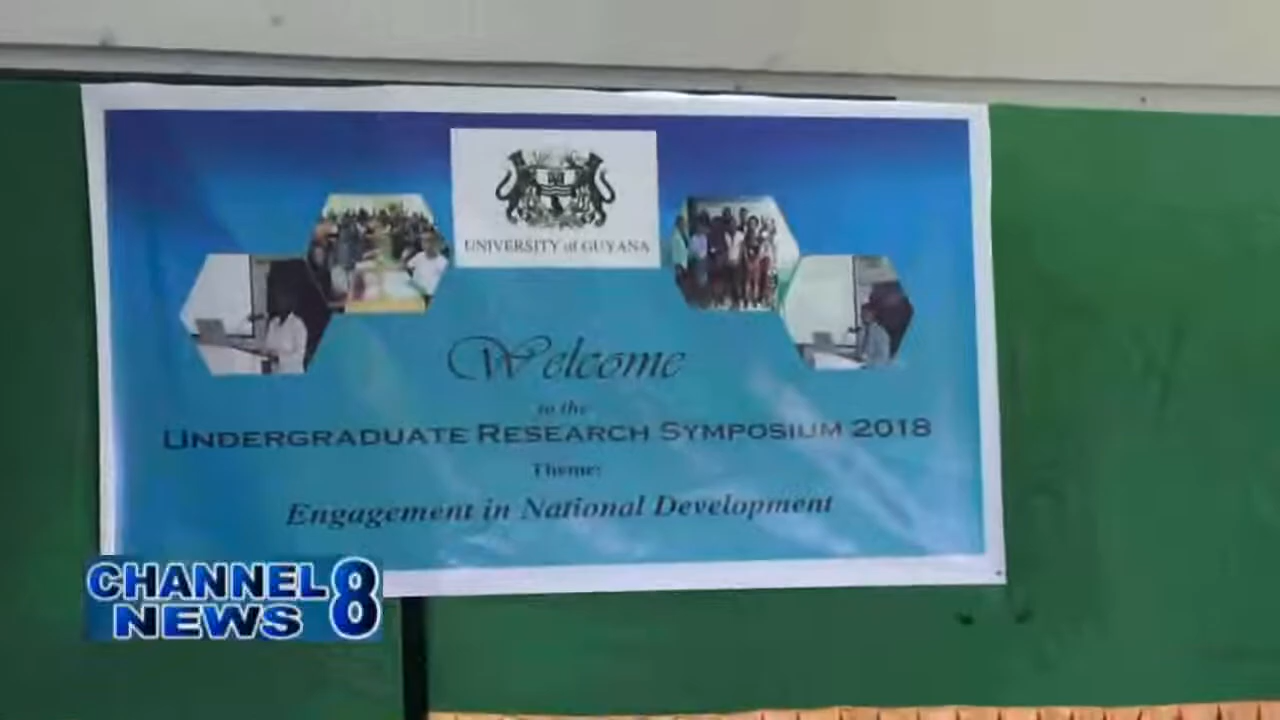 UNIVERSITY of GUYANA
Welcome
to the
UNDERGRADUATE RESEARCH SYMPOSIUM 2018
Theme:
Engagement in National Development
CHANNEL 8
NEWS